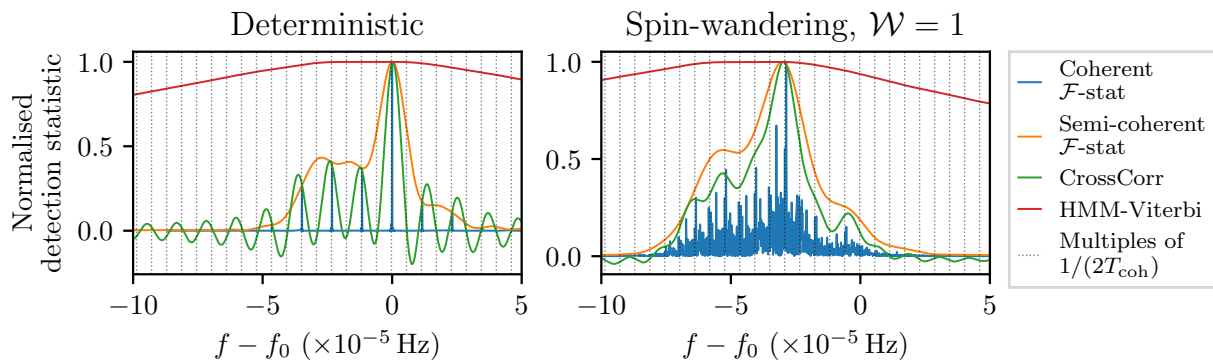 Deterministic
Spin-wandering, 𝒲 = 1
Normalised
detection statistic
1.0
0.5
0.0
−10
−5
0
5
f − f₀ (×10⁻⁵ Hz)
1.0
0.5
0.0
−10
−5
0
5
f − f₀ (×10⁻⁵ Hz)
Coherent
ℱ-stat
Semi-coherent
ℱ-stat
CrossCorr
HMM-Viterbi
Multiples of
1/(2T_coh)